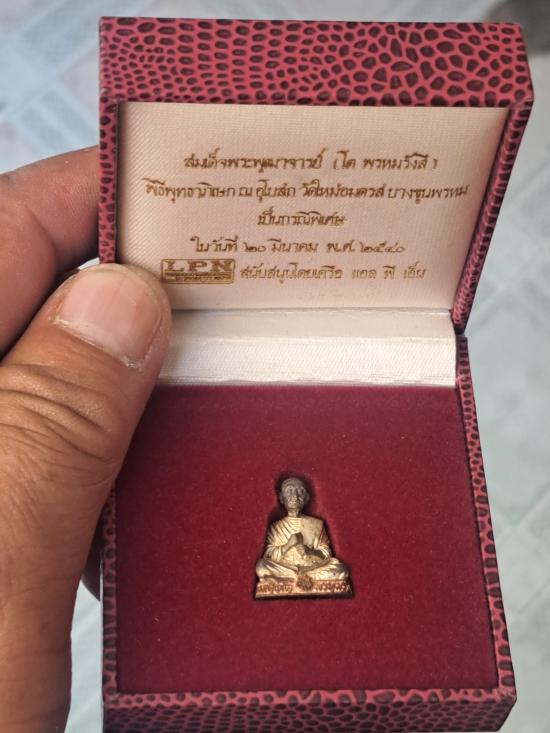 สมเด็จพระพุฒาจารย์ (โต พรหมรังสี)
พิธีพุทธาภิเษก ณ อุโบสถ วัดใหม่อมตรส บางขุนพรหม
เป็นกรณีพิเศษ
ในวันที่ ๒๐ มีนาคม พ.ศ. ๒๕๔๐
LPN สนับสนุนโดยเครือ แอล พี เอ็น